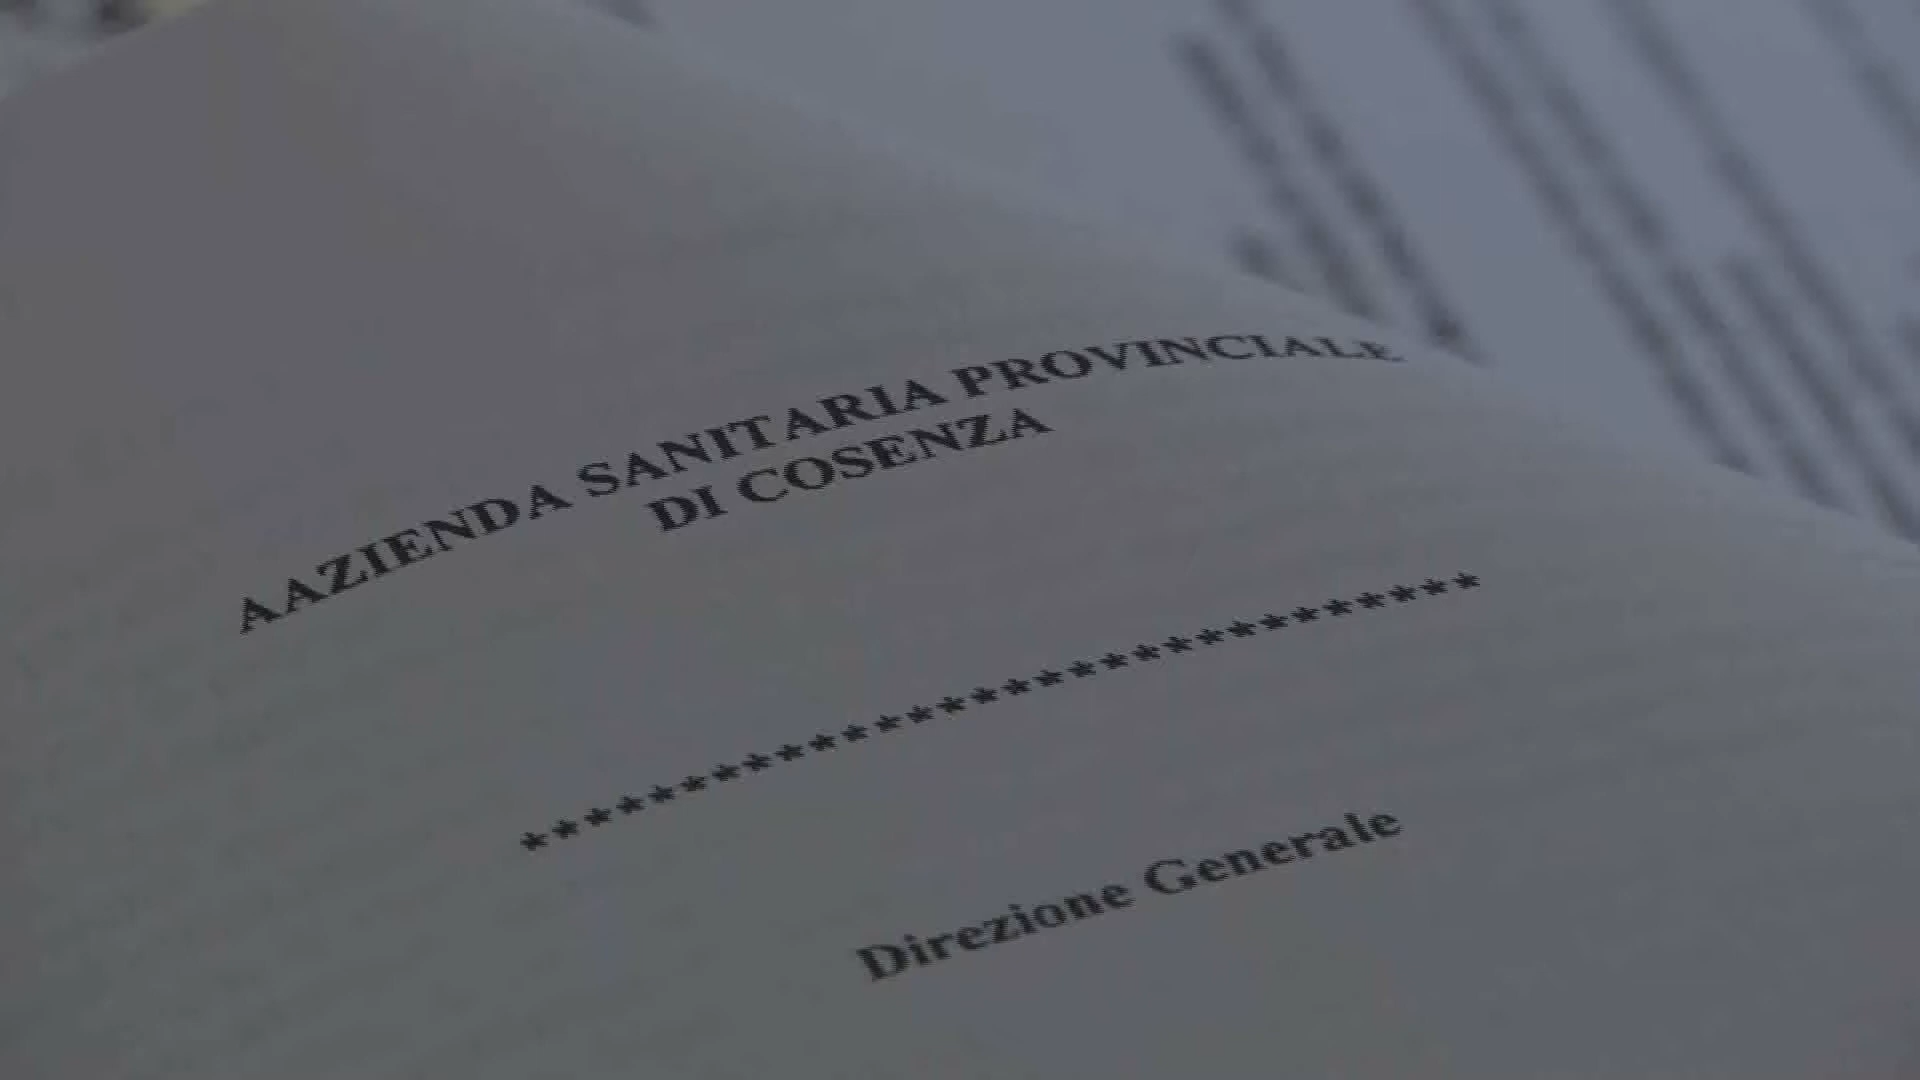 AAZIENDA SANITARIA PROVINCIALE
DI COSENZA
******************************
Direzione Generale